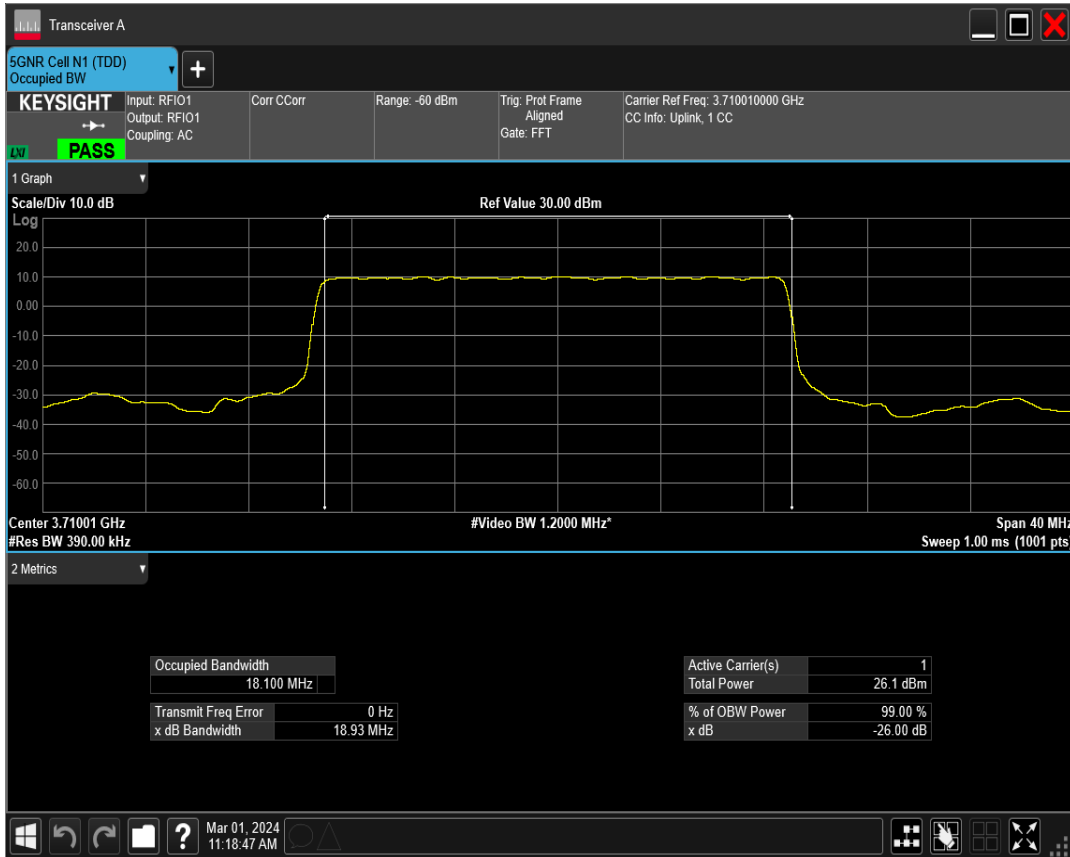 Transceiver A
5GNR Cell N1 (TDD)
Occupied BW
+
KEYSIGHT
LXI
PASS
Input: RFIO1
Output: RFIO1
Coupling: AC
Corr CCorr
Range: -60 dBm
Trig: Prot Frame
Aligned
Gate: FFT
Carrier Ref Freq: 3.710010000 GHz
CC Info: Uplink, 1 CC
1 Graph
Scale/Div 10.0 dB
Ref Value 30.00 dBm
Log
20.0
10.0
0.00
-10.0
-20.0
-30.0
-40.0
-50.0
-60.0
Center 3.71001 GHz
#Video BW 1.2000 MHz*
Span 40 MHz
#Res BW 390.00 kHz
Sweep 1.00 ms (1001 pts)
2 Metrics
Occupied Bandwidth
18.100 MHz
Transmit Freq Error 0 Hz
x dB Bandwidth 18.93 MHz
Active Carrier(s) 1
Total Power 26.1 dBm
% of OBW Power 99.00 %
x dB -26.00 dB
?
Mar 01, 2024
11:18:47 AM